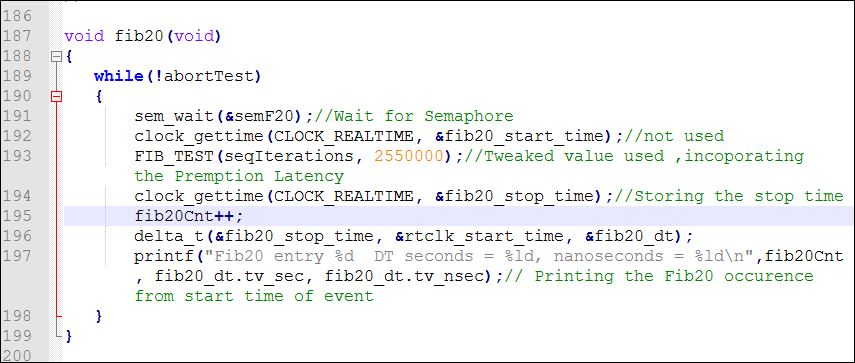 186
187 void fib20(void)
188 {
189 while(!abortTest)
190 {
191 sem_wait(&semF20);//Wait for Semaphore
192 clock_gettime(CLOCK_REALTIME, &fib20_start_time);//not used
193 FIB_TEST(seqIterations, 2550000);//Tweaked value used ,incoporating
the Premption Latency
194 clock_gettime(CLOCK_REALTIME, &fib20_stop_time);//Storing the stop time
195 fib20Cnt++;
196 delta_t(&fib20_stop_time, &rtclk_start_time, &fib20_dt);
197 printf("Fib20 entry %d  DT seconds = %ld, nanoseconds = %ld\n",fib20Cnt
, fib20_dt.tv_sec, fib20_dt.tv_nsec);// Printing the Fib20 occurence
from start time of event
198 }
199 }
200